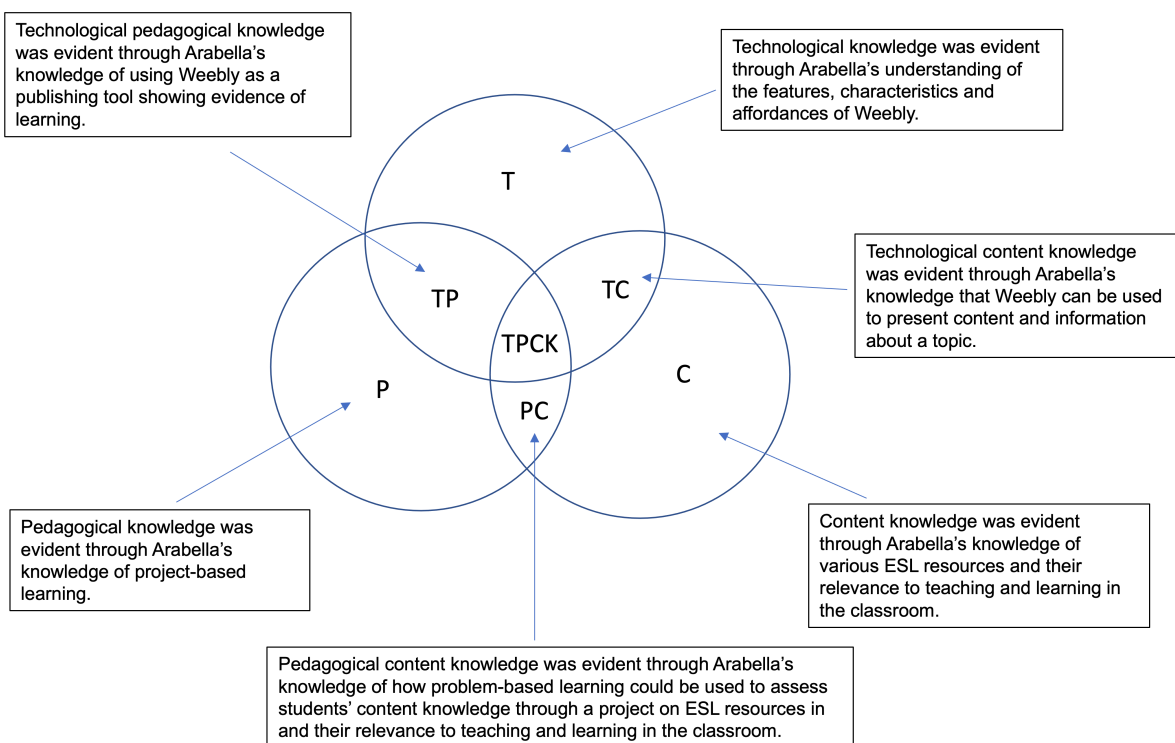 Technological pedagogical knowledge
was evident through Arabella’s
knowledge of using Weebly as a
publishing tool showing evidence of
learning.
Technological knowledge was evident
through Arabella’s understanding of
the features, characteristics and
affordances of Weebly.
T
Technological content knowledge
was evident through Arabella’s
knowledge that Weebly can be used
to present content and information
about a topic.
TP
TC
TPCK
P
C
PC
Pedagogical knowledge was
evident through Arabella’s
knowledge of project-based
learning.
Content knowledge was evident
through Arabella’s knowledge of
various ESL resources and their
relevance to teaching and learning in
the classroom.
Pedagogical content knowledge was evident through Arabella’s
knowledge of how problem-based learning could be used to assess
students’ content knowledge through a project on ESL resources in
and their relevance to teaching and learning in the classroom.